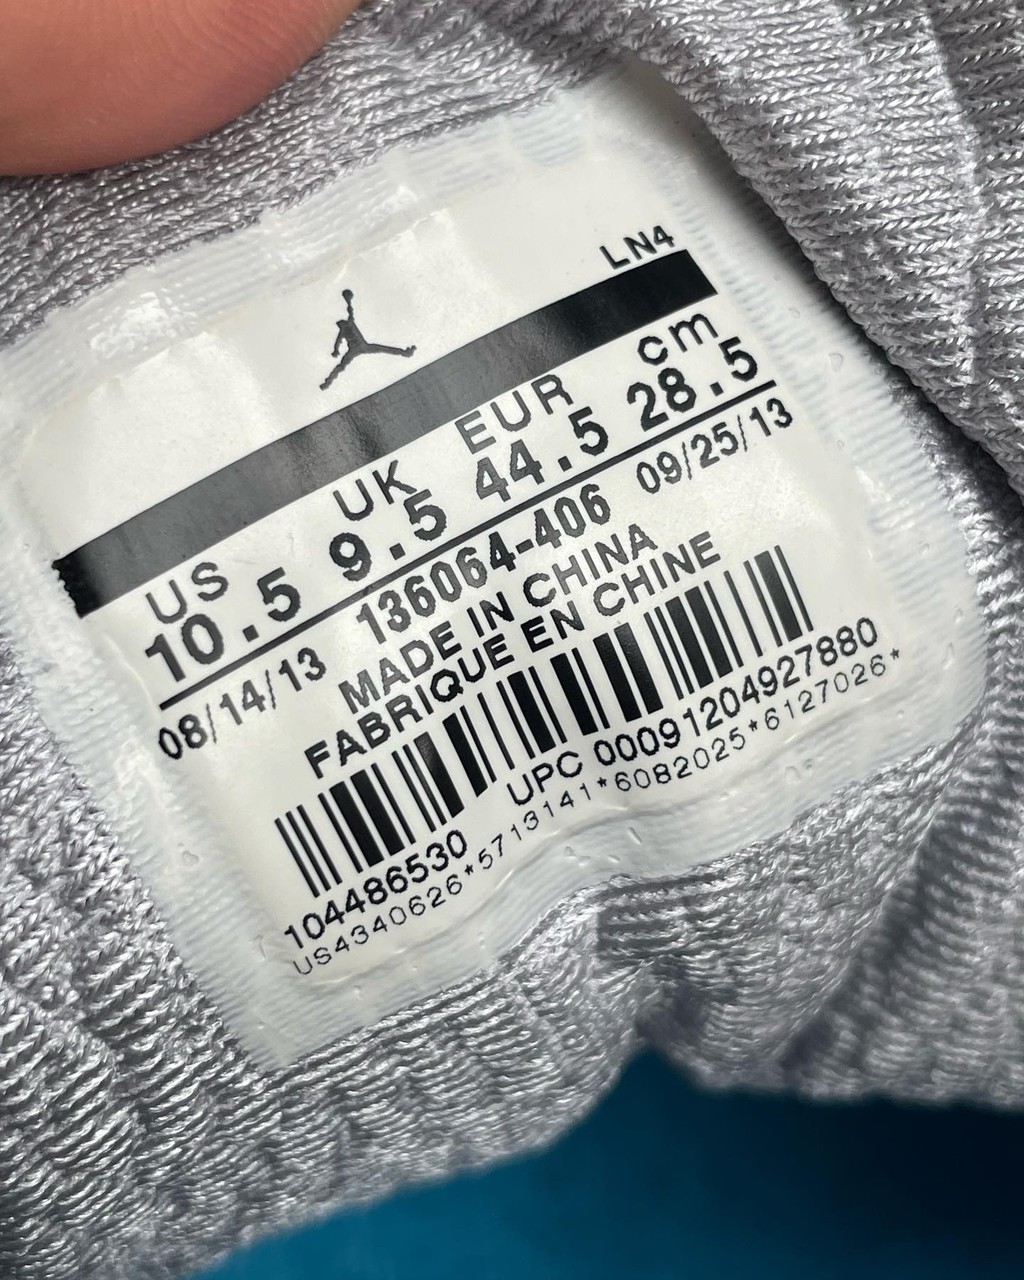 LN4
US UK EUR cm
10.5 9.5 44.5 28.5
08/14/13 136064-406 09/25/13
MADE IN CHINA
FABRIQUE EN CHINE
104486530 UPC 00091204927880
US4340626*5713141*6082025*6127026*